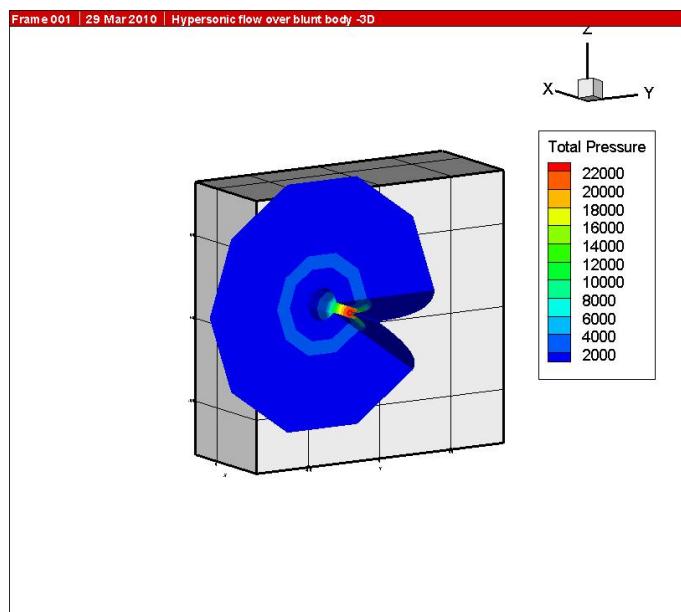 Frame 001 | 29 Mar 2010 | Hypersonic flow over blunt body -3D
Z
X
Y
Total Pressure
22000
20000
18000
16000
14000
12000
10000
8000
6000
4000
2000